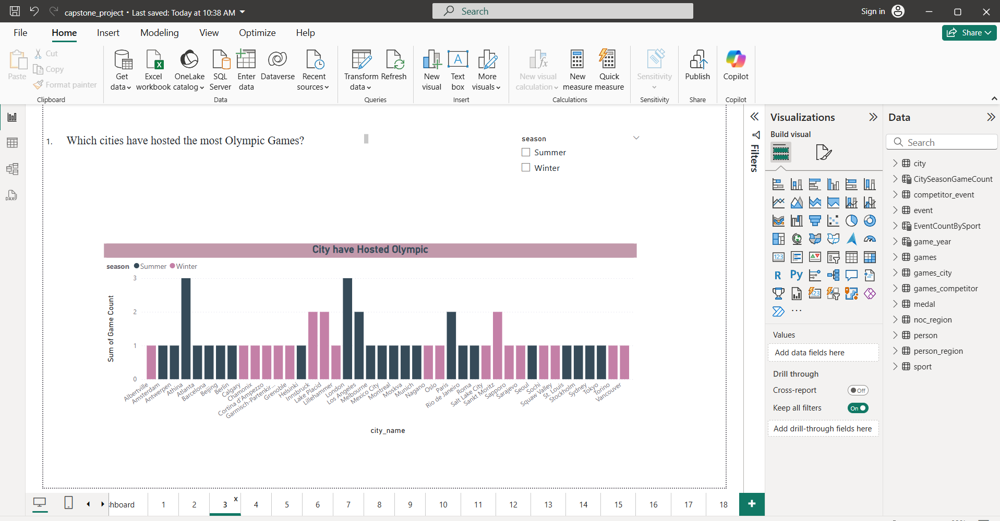 capstone_project • Last saved: Today at 10:38 AM
Search
Sign in
File
Home
Insert
Modeling
View
Optimize
Help
Share
Paste
Cut
Copy
Format painter
Clipboard
Get data
Excel workbook
OneLake catalog
SQL Server
Enter data
Dataverse
Recent sources
Data
Transform data
Refresh
Queries
New visual
Text box
More visuals
Insert
New visual calculation
New measure
Quick measure
Calculations
Sensitivity
Sensitivity
Publish
Share
Copilot
Copilot
1. Which cities have hosted the most Olympic Games?
season
Summer
Winter
City have Hosted Olympic
season Summer Winter
Sum of Game Count
3
2
1
0
Albertville
Amsterdam
Antwerpen
Athina
Atlanta
Barcelona
Beijing
Berlin
Calgary
Chamonix
Cortina d'Ampezzo
Garmisch-Partenkir...
Grenoble
Helsinki
Innsbruck
Lake Placid
Lillehammer
London
Los Angeles
Melbourne
Mexico City
Montreal
Moskva
Munich
Nagano
Oslo
Paris
Rio de Janeiro
Roma
Salt Lake City
Sankt Moritz
Sapporo
Sarajevo
Seoul
Sochi
Squaw Valley
St. Louis
Stockholm
Sydney
Tokyo
Torino
Vancouver
city_name
Filters
Visualizations
Build visual
123
R
Py
123
...
Values
Add data fields here
Drill through
Cross-report
Off
Keep all filters
On
Add drill-through fields here
Data
Search
city
CitySeasonGameCount
competitor_event
event
EventCountBySport
game_year
games
games_city
games_competitor
medal
noc_region
person
person_region
sport
DAX
shboard
1
2
3
x
4
5
6
7
8
9
10
11
12
13
14
15
16
17
18
+